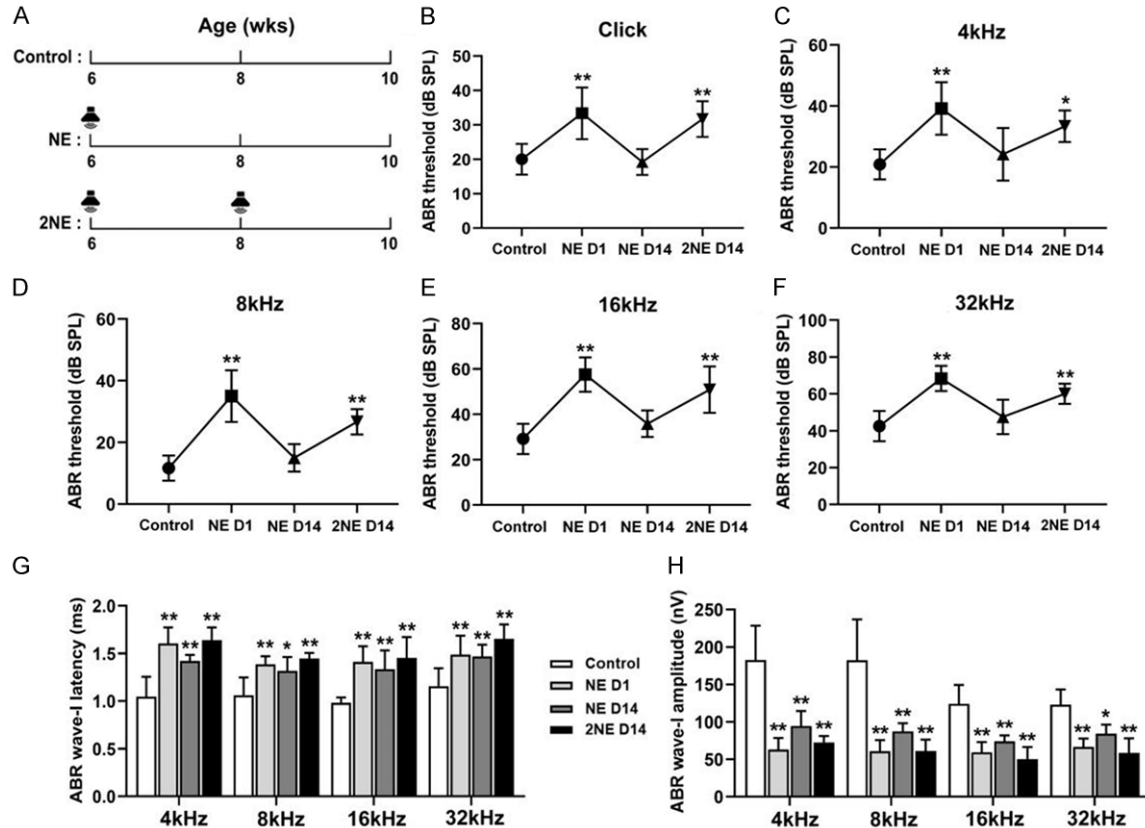 A
Age (wks)
Control :
6 8 10
NE :
6 8 10
2NE :
6 8 10
B
Click
ABR threshold (dB SPL)
50
40
30
20
10
0
** **
Control NE D1 NE D14 2NE D14
C
4kHz
ABR threshold (dB SPL)
60
40
20
0
** *
Control NE D1 NE D14 2NE D14
D
8kHz
ABR threshold (dB SPL)
60
40
20
0
** **
Control NE D1 NE D14 2NE D14
E
16kHz
ABR threshold (dB SPL)
80
60
40
20
0
** **
Control NE D1 NE D14 2NE D14
F
32kHz
ABR threshold (dB SPL)
100
80
60
40
20
0
** **
Control NE D1 NE D14 2NE D14
G
ABR wave-I latency (ms)
2.0
1.5
1.0
0.5
0.0
** ** ** ** * ** ** ** ** ** ** **
4kHz 8kHz 16kHz 32kHz
Control
NE D1
NE D14
2NE D14
H
ABR wave-I amplitude (nV)
250
200
150
100
50
0
** ** ** ** ** ** ** ** ** ** * **
4kHz 8kHz 16kHz 32kHz